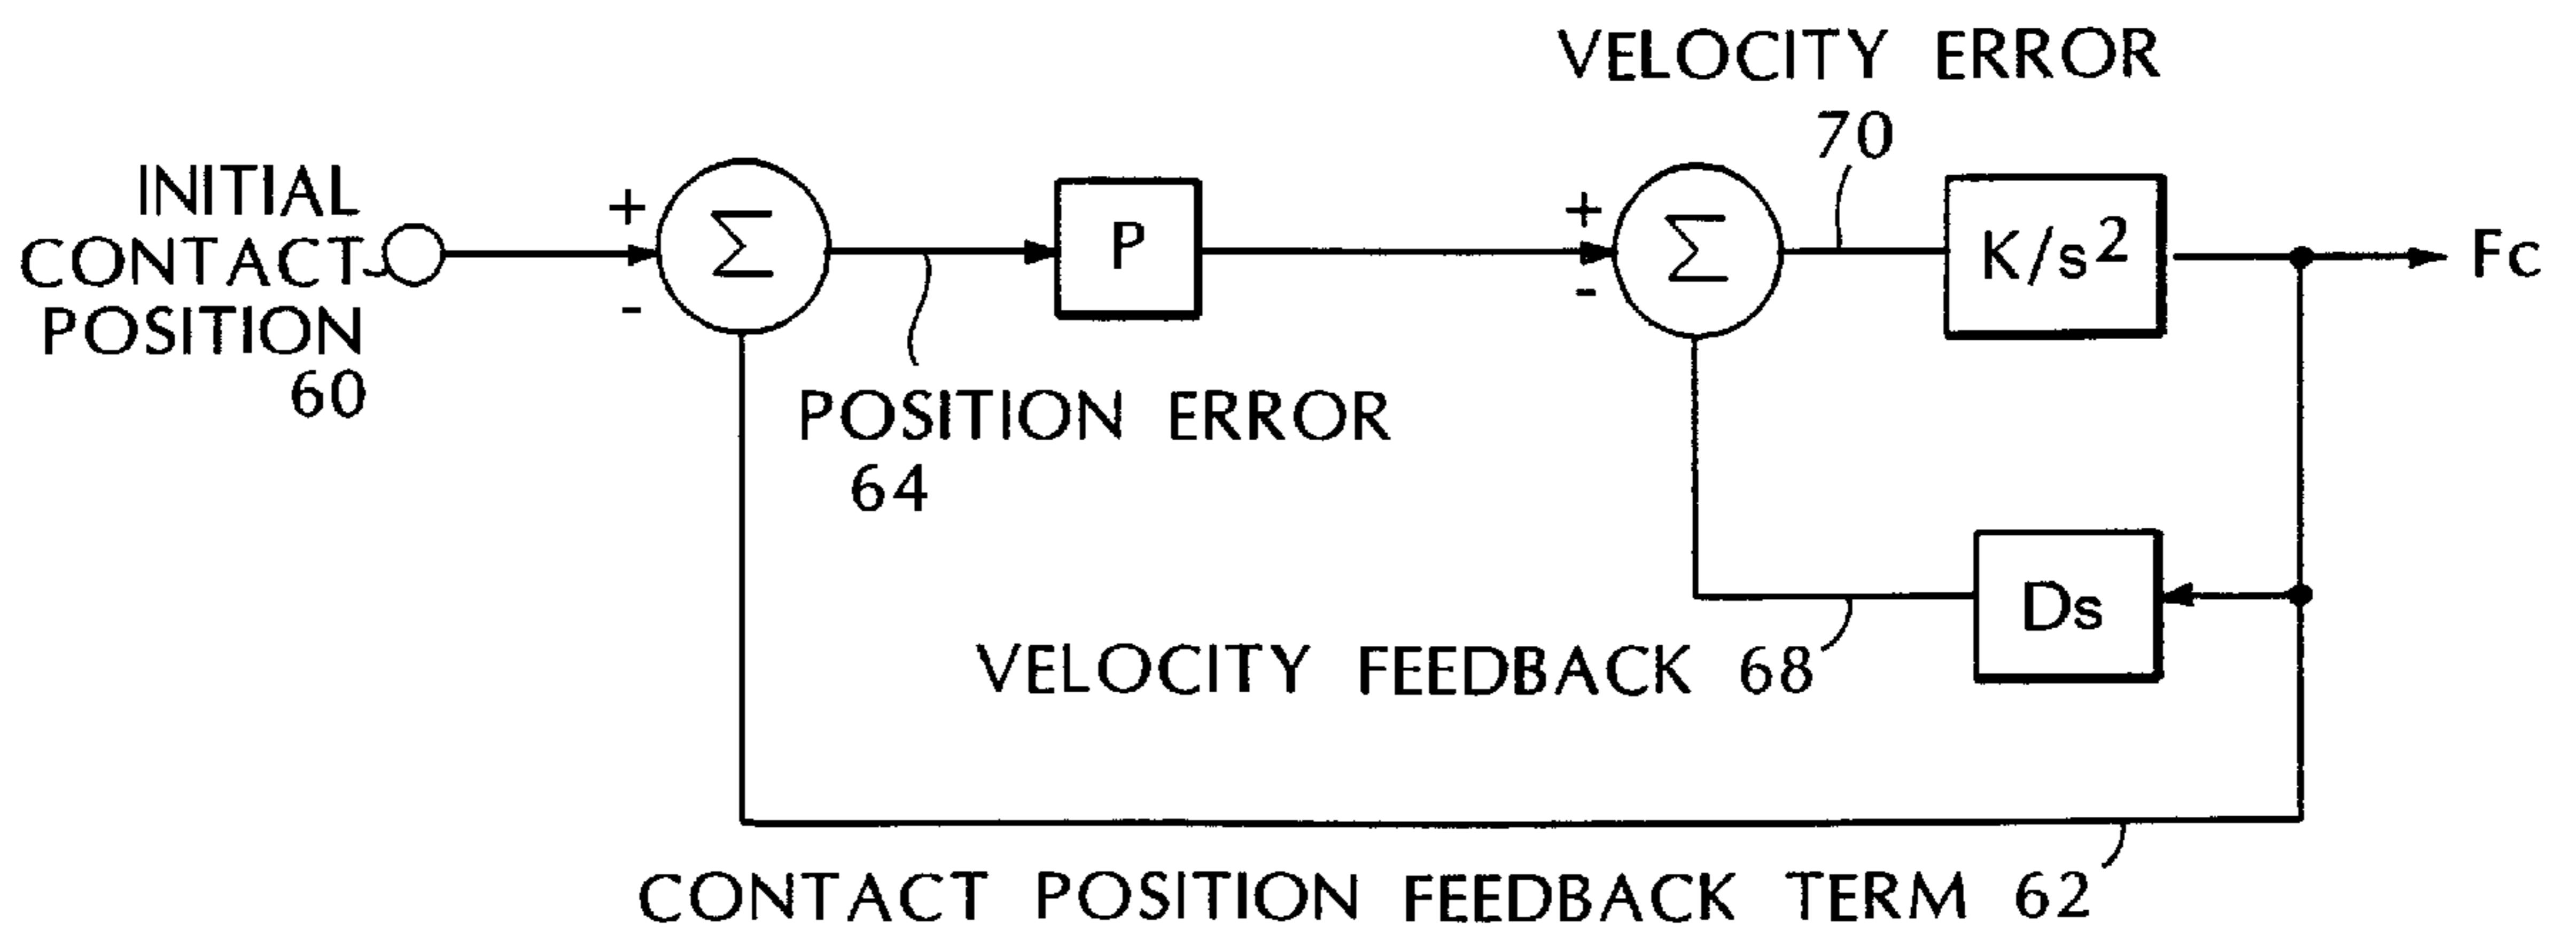 VELOCITY ERROR
70
INITIAL
CONTACT
POSITION
60
+
-
Σ
P
+
-
Σ
K/s²
Fc
POSITION ERROR
64
Ds
VELOCITY FEEDBACK 68
CONTACT POSITION FEEDBACK TERM 62